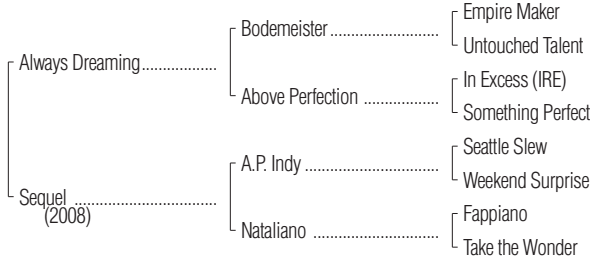 Empire Maker
Bodemeister
Untouched Talent
Always Dreaming
In Excess (IRE)
Above Perfection
Something Perfect
Seattle Slew
A.P. Indy
Weekend Surprise
Sequel
(2008)
Fappiano
Nataliano
Take the Wonder